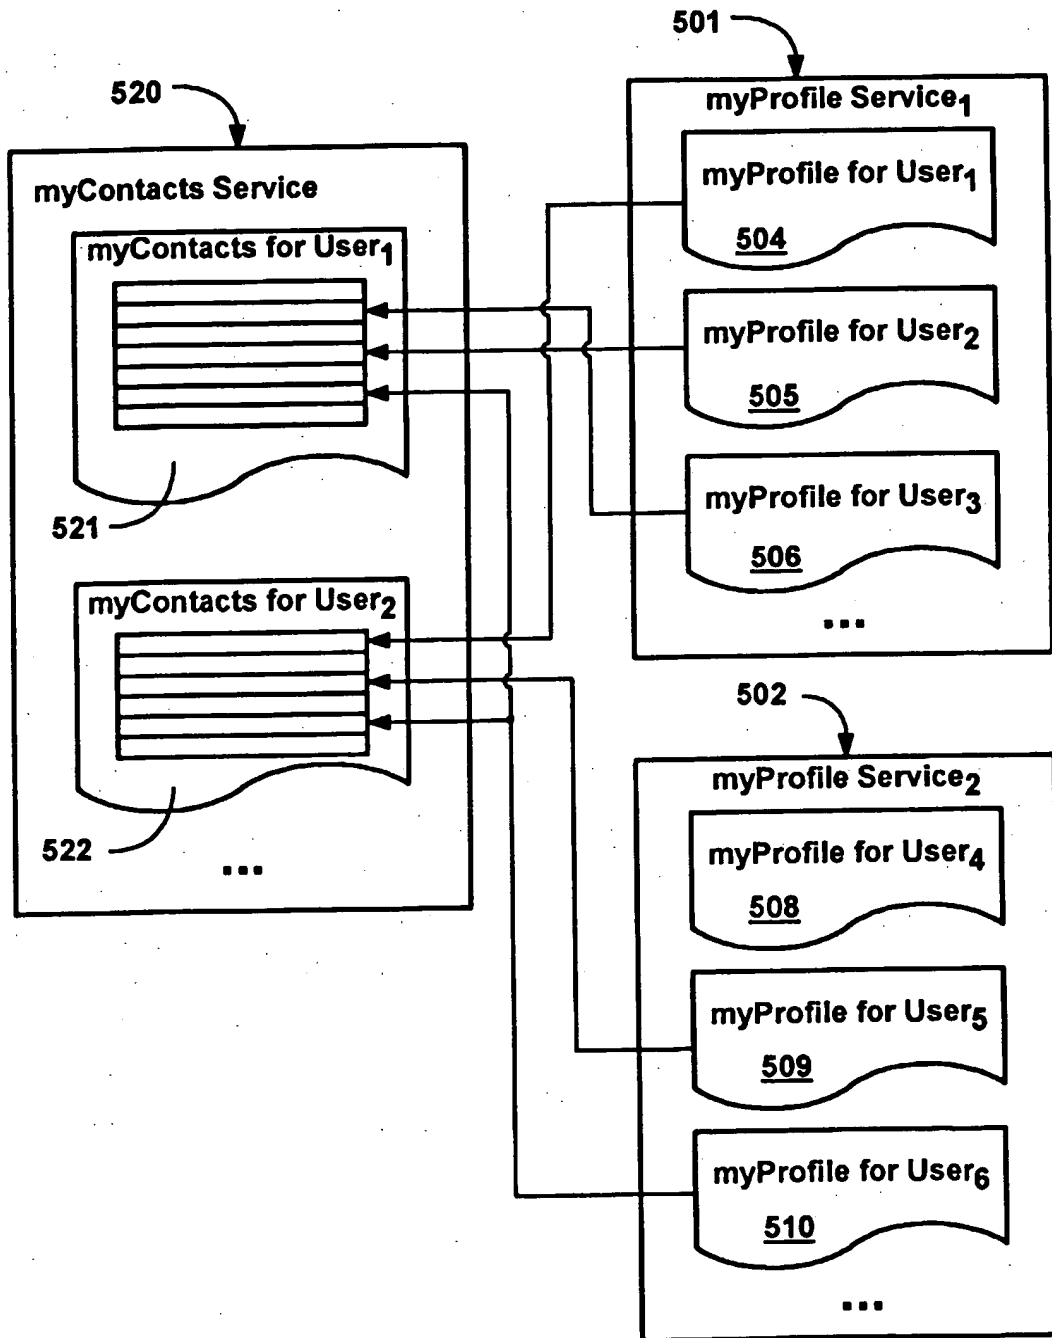 520
myContacts Service
myContacts for User1
521
myContacts for User2
522
...
501
myProfile Service1
myProfile for User1
504
myProfile for User2
505
myProfile for User3
506
...
502
myProfile Service2
myProfile for User4
508
myProfile for User5
509
myProfile for User6
510
...